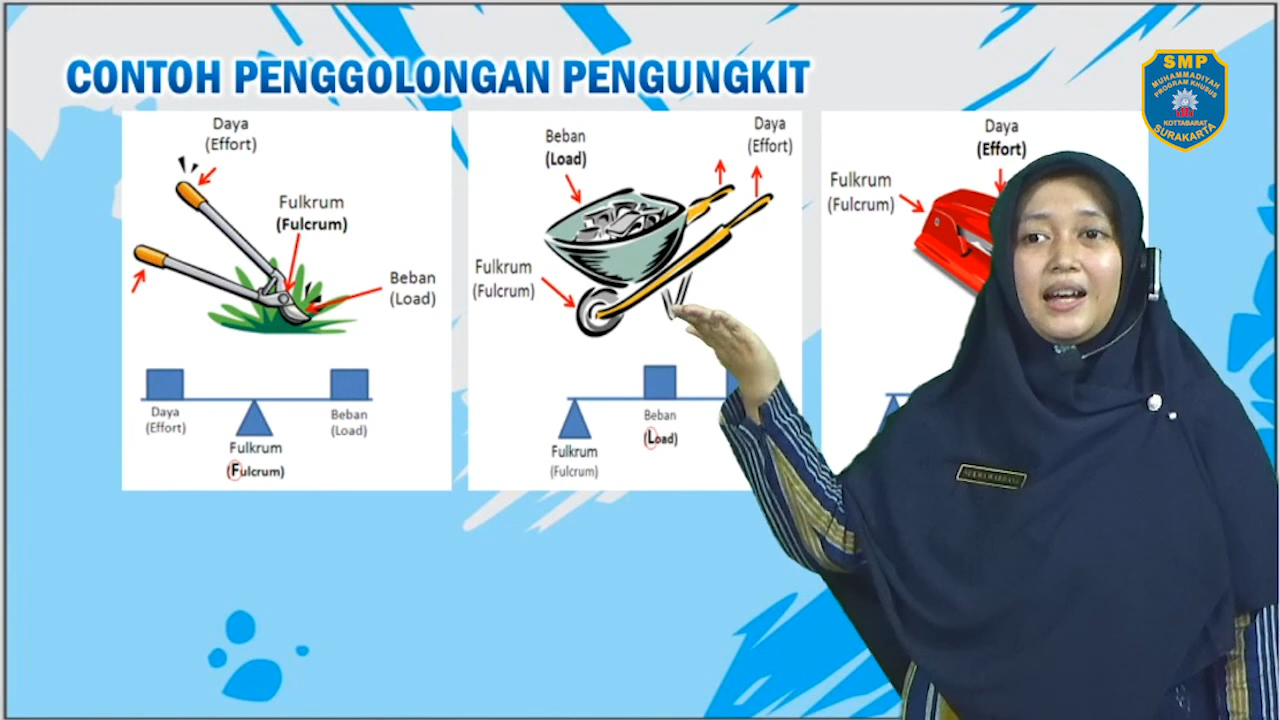 CONTOH PENGGOLONGAN PENGUNGKIT
Daya
(Effort)
Fulkrum
(Fulcrum)
Beban
(Load)
Daya
(Effort)
Beban
(Load)
Fulkrum
(Fulcrum)
Beban
(Load)
Daya
(Effort)
Fulkrum
(Fulcrum)
Beban
(Load)
Fulkrum
(Fulcrum)
Daya
(Effort)
Fulkrum
(Fulcrum)
SMP
MUHAMMADIYAH
PROGRAM KHUSUS
KOTTABARAT
SURAKARTA